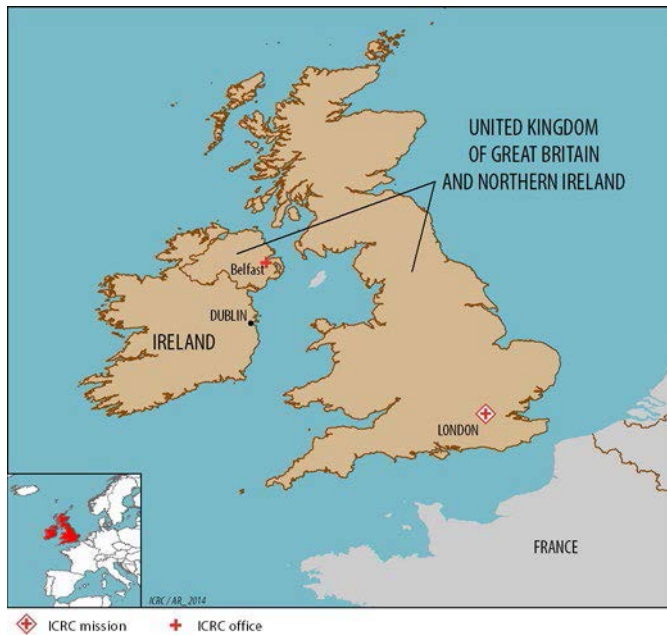 UNITED KINGDOM
OF GREAT BRITAIN
AND NORTHERN IRELAND
Belfast
DUBLIN
IRELAND
LONDON
FRANCE
ICRC / AR_2014
ICRC mission
ICRC office